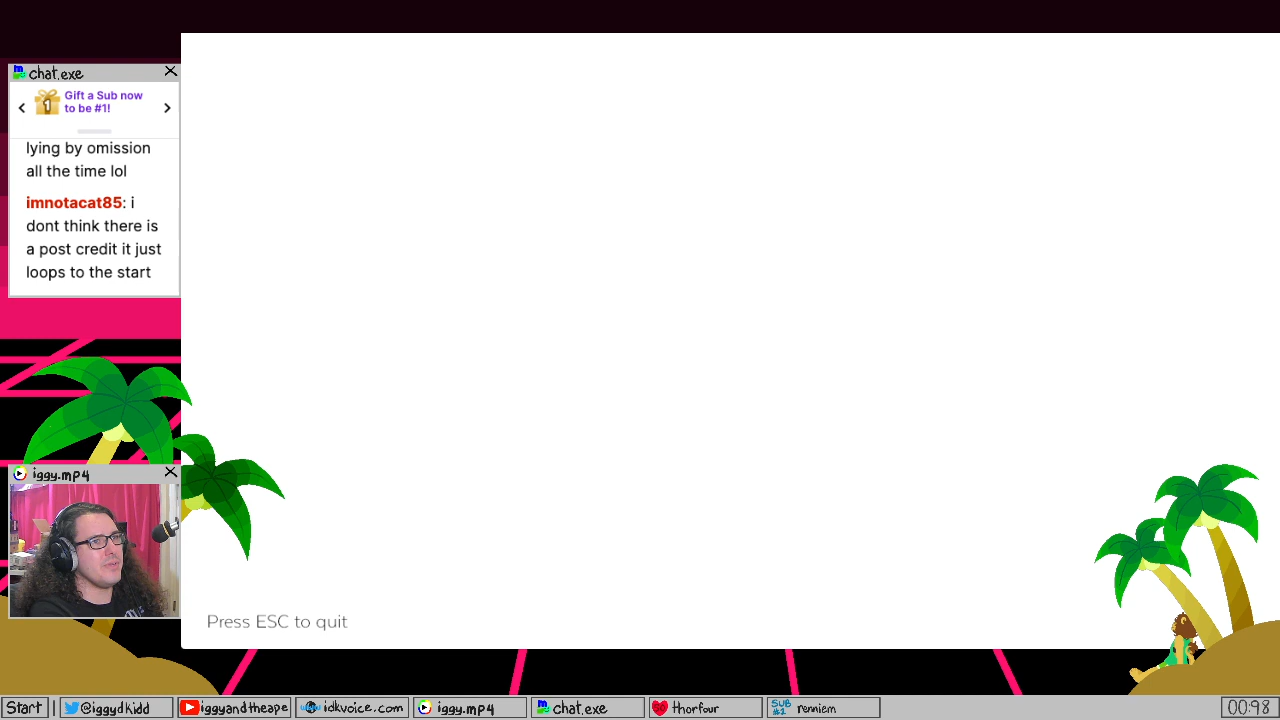 chat.exe
Gift a Sub now
to be #1!
1
lying by omission
all the time lol
imnotacat85: i
dont think there is
a post credit it just
loops to the start
iggy.mp4
Press ESC to quit
Start | @iggydkidd iggyandtheape idkvoice.com iggy.mp4 chat.exe thorfour SUB #1 renniem 00:98